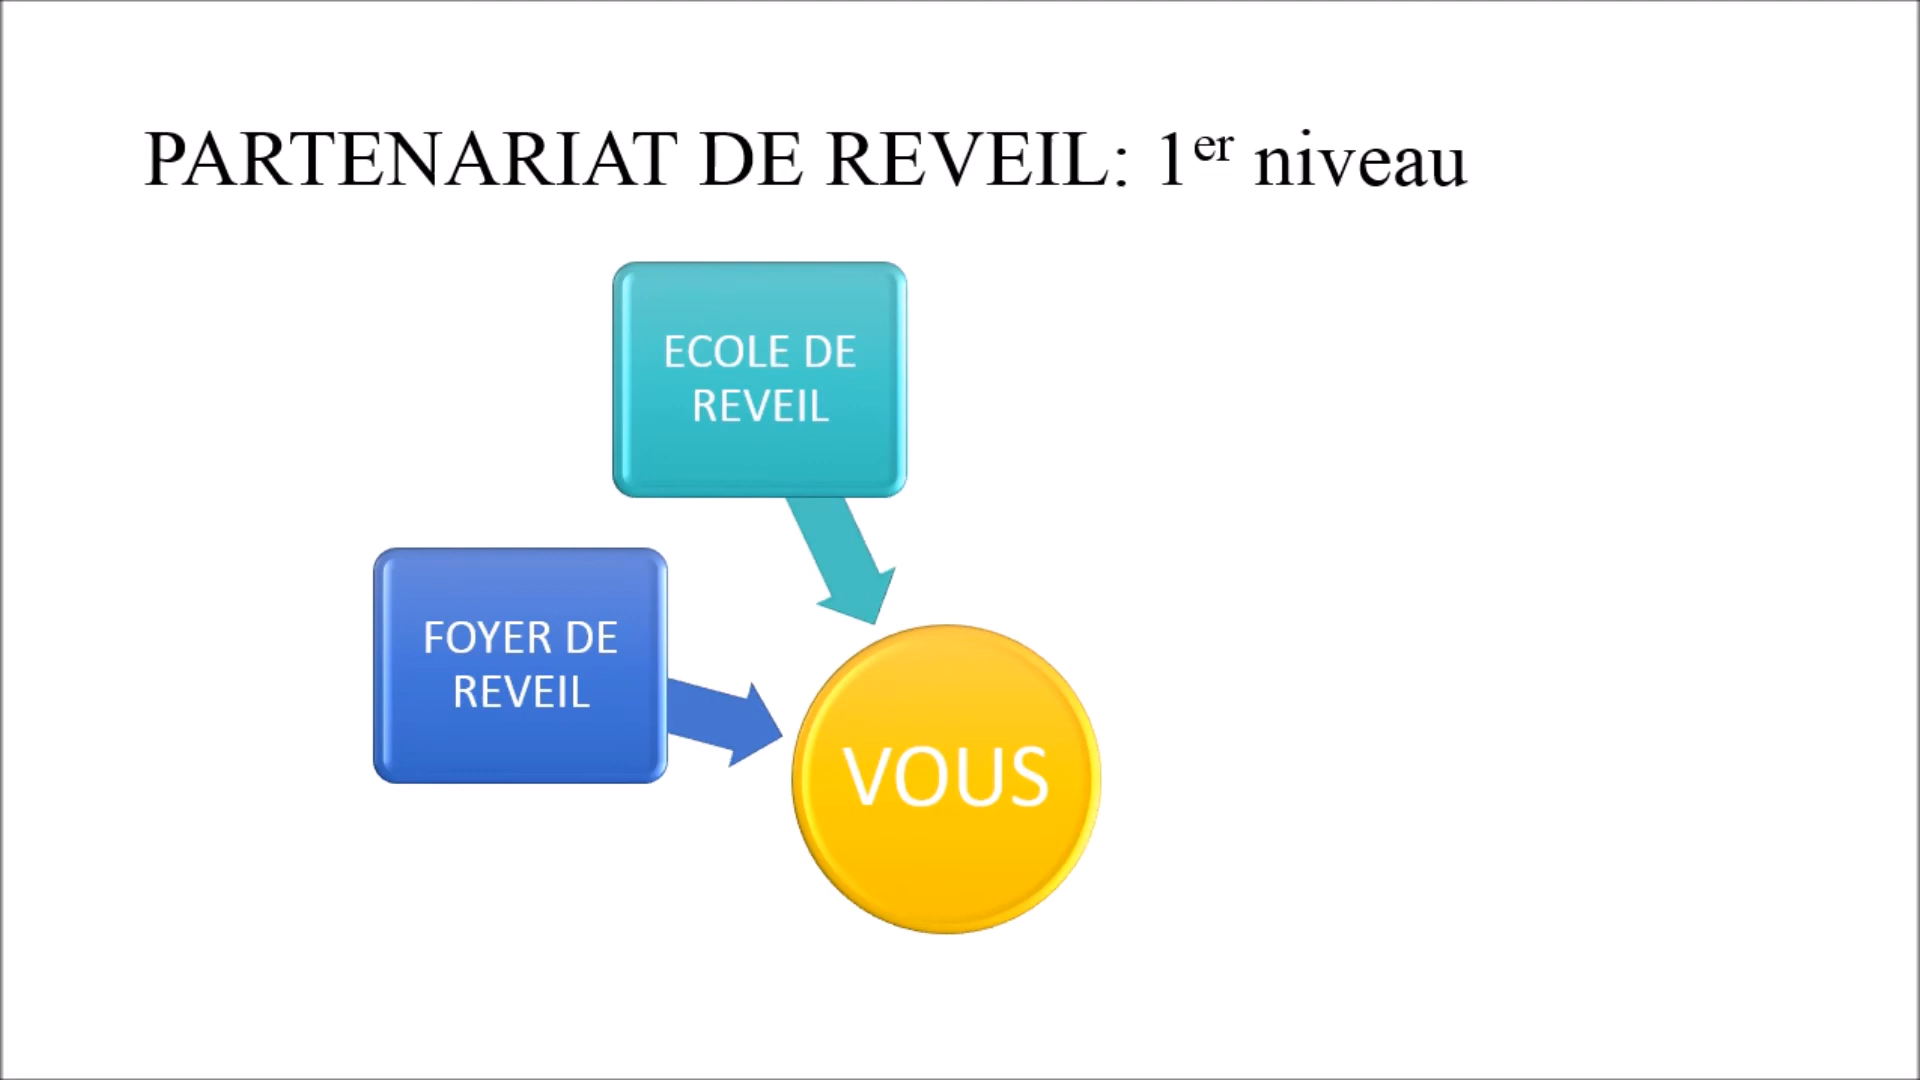 PARTENARIAT DE REVEIL: 1er niveau
ECOLE DE
REVEIL
FOYER DE
REVEIL
VOUS